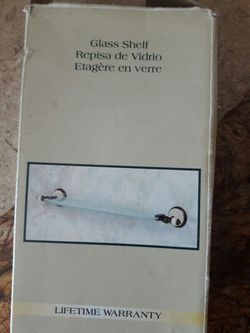 Glass Shelf
Repisa de Vidrio
Etagère en verre
LIFETIME WARRANTY